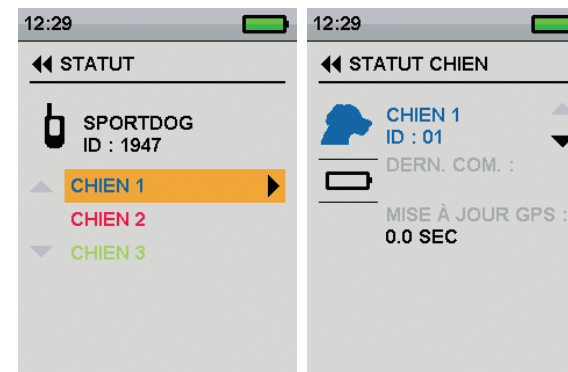 12:29
STATUT
SPORTDOG
ID : 1947
CHIEN 1
CHIEN 2
CHIEN 3
12:29
STATUT CHIEN
CHIEN 1
ID : 01
DERN. COM. :
MISE À JOUR GPS :
0.0 SEC